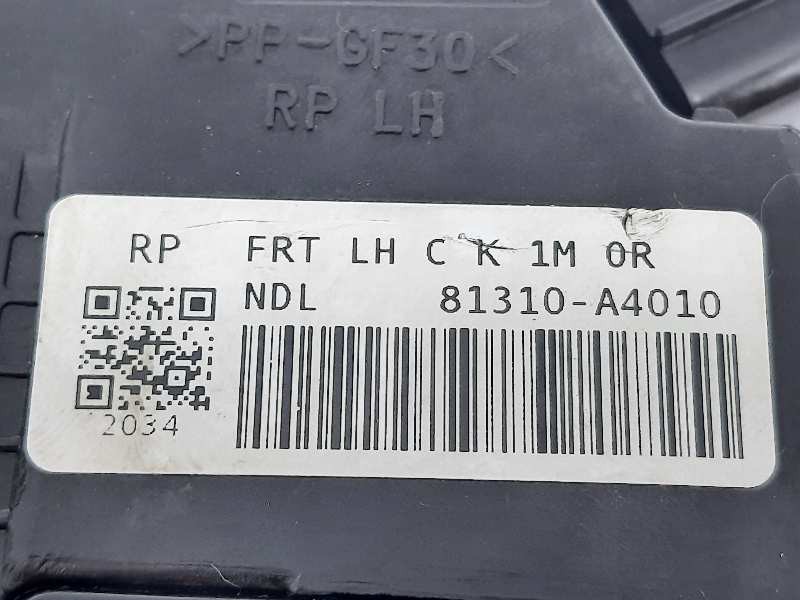 >PP-GF30<
RP LH
RP FRT LH C K 1M 0R
NDL 81310-A4010
2034